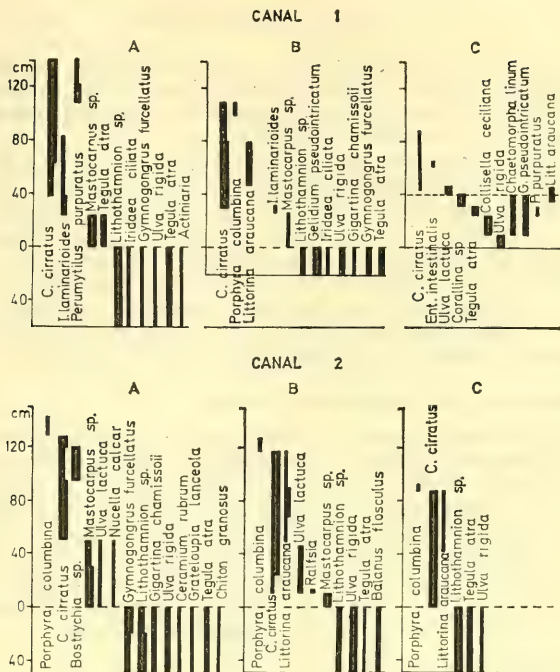 CANAL 1
A
B
C
cm
120
80
40
0
40
C. cirratus
I. laminarioides
Perumytilus purpuratus
Mastocarpus sp.
Tegula atra
Lithothamnion sp.
Iridaea ciliata
Gymnogongrus furcellatus
Ulva rigida
Tegula atra
Actiniaria
C. cirratus
Porphyra columbina
Littorina araucana
I. laminarioides
Mastocarpus sp.
Lithothamnion sp.
Gelidium pseudointricatum
Iridaea ciliata
Ulva rigida
Gigartina chamissoii
Gymnogongrus furcellatus
Tegula atra
C. cirratus
Ent. intestinalis
Ulva lactuca
Corallina sp
Tegula atra
Collisella ceciliana
Ulva rigida
Chaetomorpha linum
G. pseudointricatum
P. purpuratus
Litt. araucana
CANAL 2
A
B
C
cm
120
80
40
0
40
Porphyra columbina
C cirratus
Bostrychia sp.
Mastocarpus sp.
Ulva lactuca
Nucella calcar
Gymnogongrus furcellatus
Lithothamnion sp.
Gigartina chamissoii
Ulva rigida
Ceramium rubrum
Grateloupia lanceola
Tegula atra
Chiton granosus
Porphyra columbina
C. cirratus
Littorina araucana
Ulva lactuca
Ralfsia
Mastocarpus sp.
Lithothamnion sp.
Ulva rigida
Tegula atra
Balanus flosculus
Porphyra columbina
C. cirratus
Littorina araucana
Lithothamnion sp.
Tegula atra
Ulva rigida